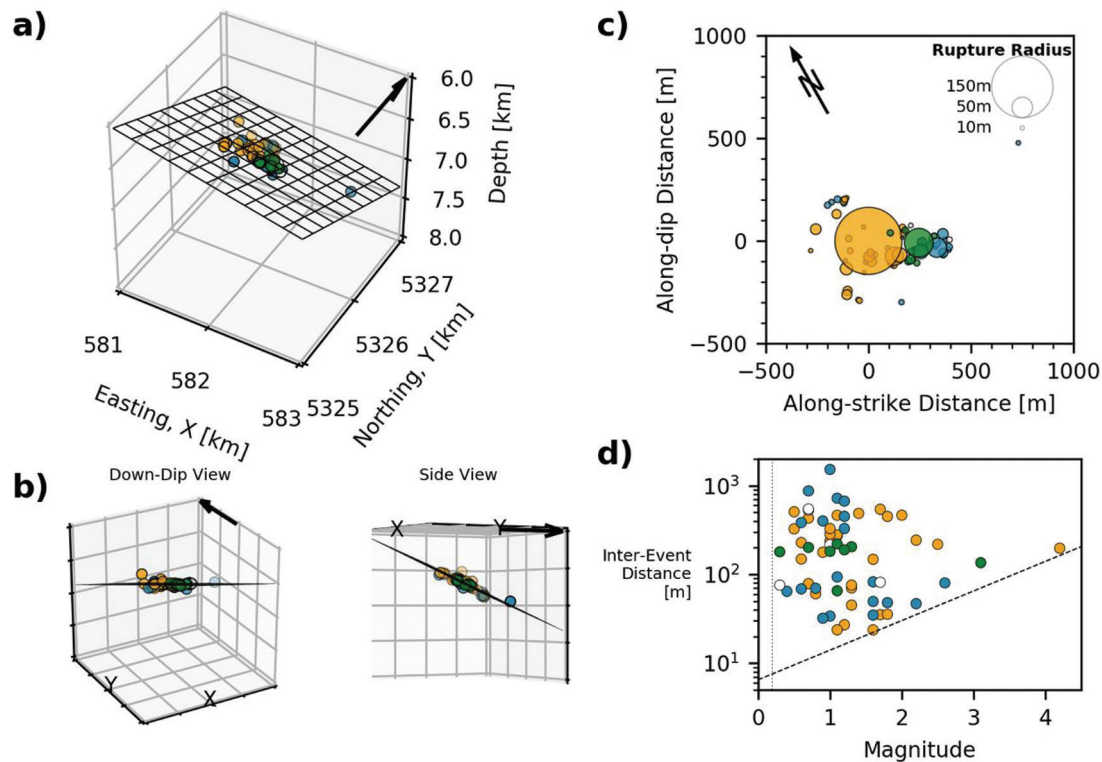 a)
6.0
6.5
7.0
7.5
8.0
Depth [km]
5327
5326
5325
Northing, Y [km]
581
582
583
Easting, X [km]
b)
Down-Dip View
Y
X
Side View
X
Y
c)
1000
500
0
−500
Along-dip Distance [m]
Rupture Radius
150m
50m
10m
N
−500
0
500
1000
Along-strike Distance [m]
d)
10³
10²
10¹
Inter-Event
Distance
[m]
0
1
2
3
4
Magnitude